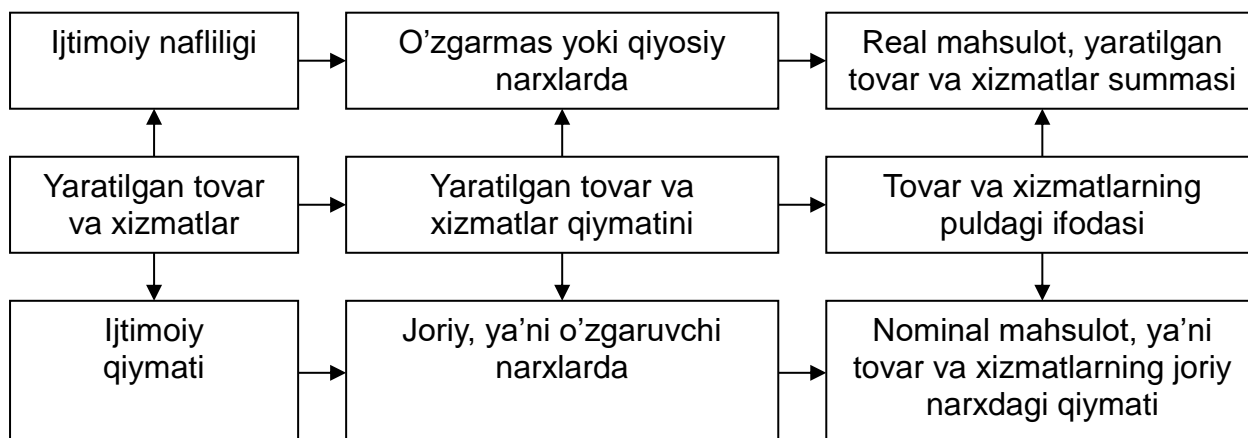 Ijtimoiy nafliligi
O’zgarmas yoki qiyosiy
narxlarda
Real mahsulot, yaratilgan
tovar va xizmatlar summasi
Yaratilgan tovar
va xizmatlar
Yaratilgan tovar va
xizmatlar qiymatini
Tovar va xizmatlarning
puldagi ifodasi
Ijtimoiy
qiymati
Joriy, ya’ni o’zgaruvchi
narxlarda
Nominal mahsulot, ya’ni
tovar va xizmatlarning joriy
narxdagi qiymati